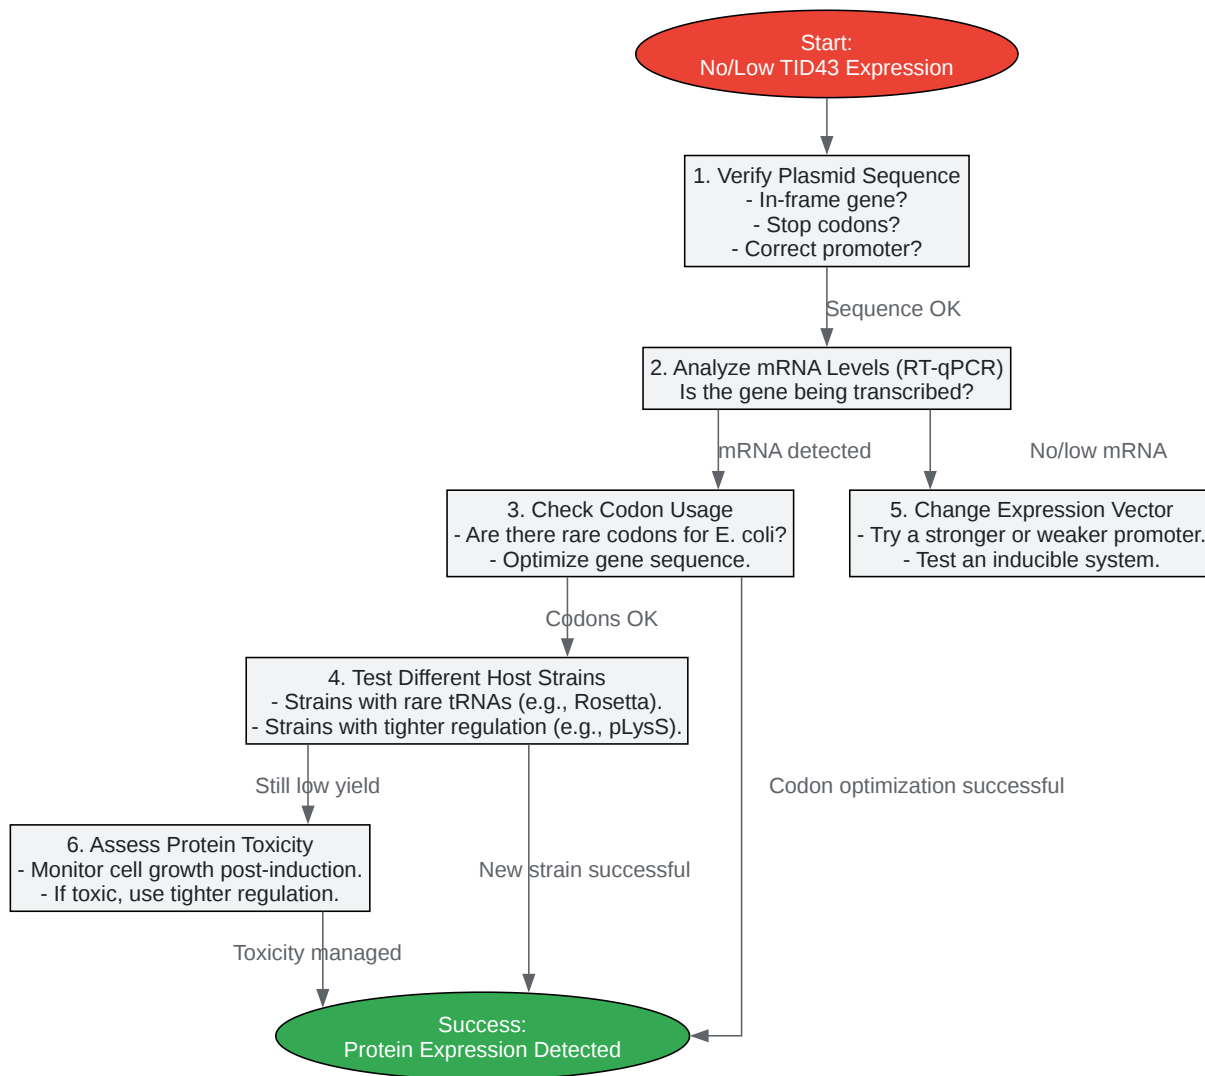 Start:
No/Low TID43 Expression
1. Verify Plasmid Sequence
- In-frame gene?
- Stop codons?
- Correct promoter?
Sequence OK
2. Analyze mRNA Levels (RT-qPCR)
Is the gene being transcribed?
mRNA detected
No/low mRNA
3. Check Codon Usage
- Are there rare codons for E. coli?
- Optimize gene sequence.
5. Change Expression Vector
- Try a stronger or weaker promoter.
- Test an inducible system.
Codons OK
4. Test Different Host Strains
- Strains with rare tRNAs (e.g., Rosetta).
- Strains with tighter regulation (e.g., pLysS).
Still low yield
Codon optimization successful
6. Assess Protein Toxicity
- Monitor cell growth post-induction.
- If toxic, use tighter regulation.
New strain successful
Toxicity managed
Success:
Protein Expression Detected